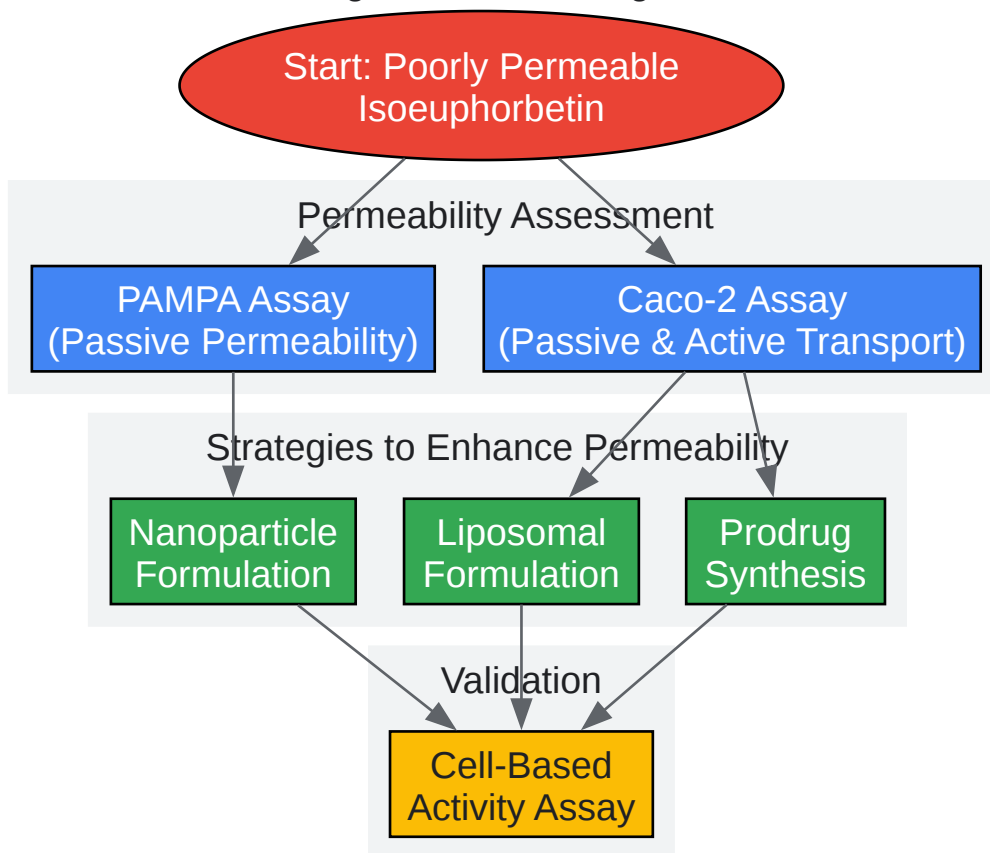 Start: Poorly Permeable
Isoeuphorbetin
Permeability Assessment
PAMPA Assay
(Passive Permeability)
Caco-2 Assay
(Passive & Active Transport)
Strategies to Enhance Permeability
Nanoparticle
Formulation
Liposomal
Formulation
Prodrug
Synthesis
Validation
Cell-Based
Activity Assay